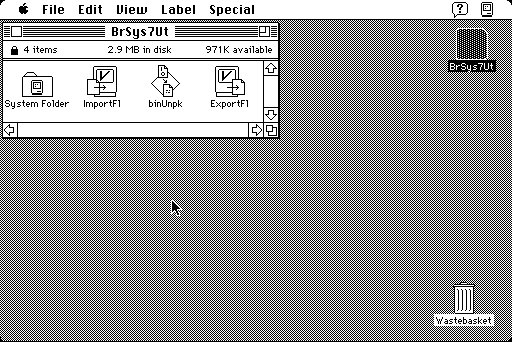 File Edit View Label Special
BrSys7Ut
4 items 2.9 MB in disk 971K available
System Folder ImportFl binUnpk ExportFl
BrSys7Ut
Wastebasket